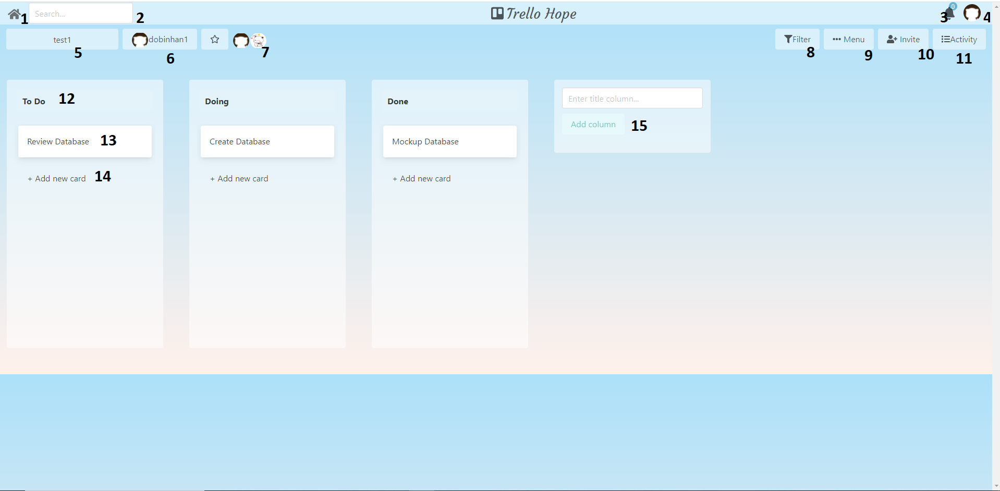 1 Search... 2 Trello Hope 3 0 4
test1 dobinhan1 Filter Menu Invite Activity
5 6 7 8 9 10 11
To Do 12 Doing Done Enter title column...
Add column 15
Review Database 13 Create Database Mockup Database
+ Add new card 14 + Add new card + Add new card